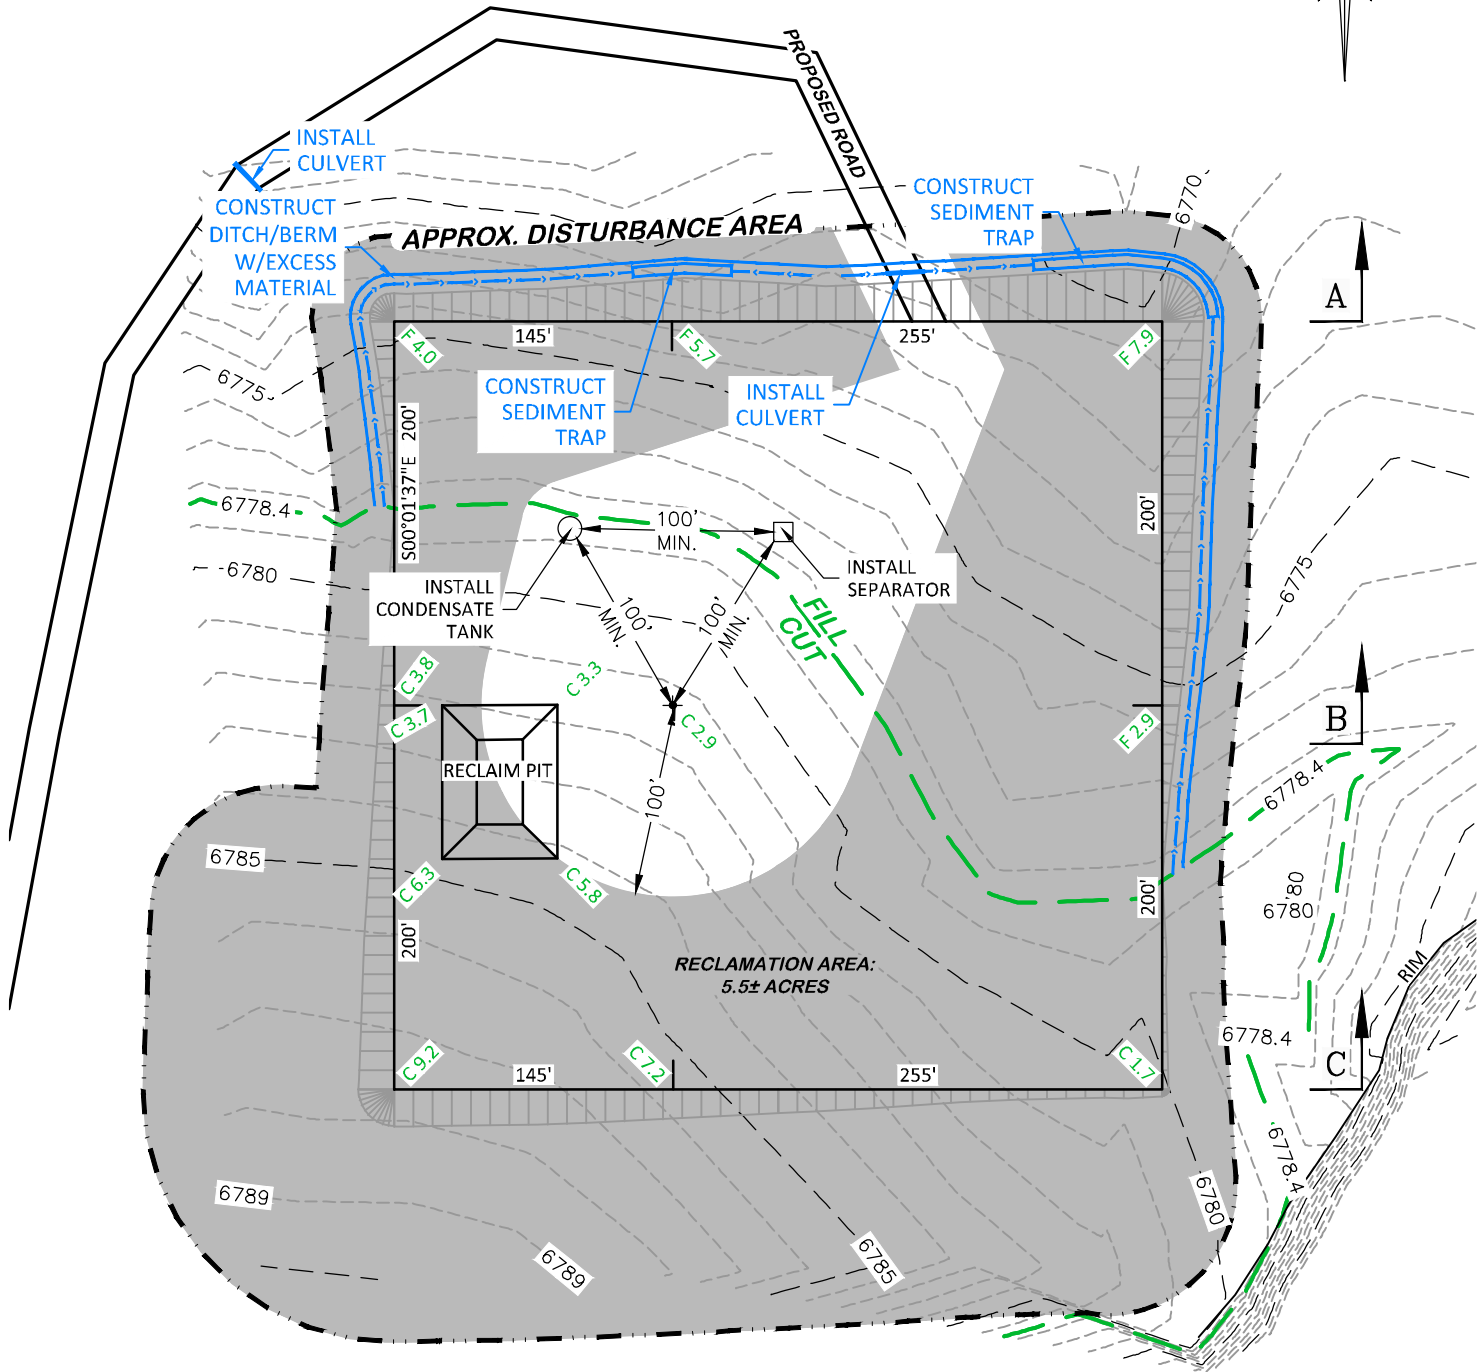 PROPOSED ROAD
INSTALL
CULVERT
CONSTRUCT
DITCH/BERM
W/EXCESS
MATERIAL
APPROX. DISTURBANCE AREA
CONSTRUCT
SEDIMENT
TRAP
6770
A
F 4.0
145'
F 5.7
255'
F 7.9
6775
CONSTRUCT
SEDIMENT
TRAP
INSTALL
CULVERT
200'
S00°01'37"E
6778.4
100'
MIN.
200'
6780
INSTALL
CONDENSATE
TANK
INSTALL
SEPARATOR
100'
MIN.
100'
MIN.
FILL
CUT
6775
C 3.8
C 3.3
C 3.7
C 2.9
F 2.9
B
RECLAIM PIT
100'
6778.4
6785
C 6.3
C 5.8
200'
200'
'80
6780
RECLAMATION AREA:
5.5± ACRES
RIM
6778.4
C 9.2
145'
C 7.2
255'
C 1.7
C
6778.4
6789
6780
6789
6785